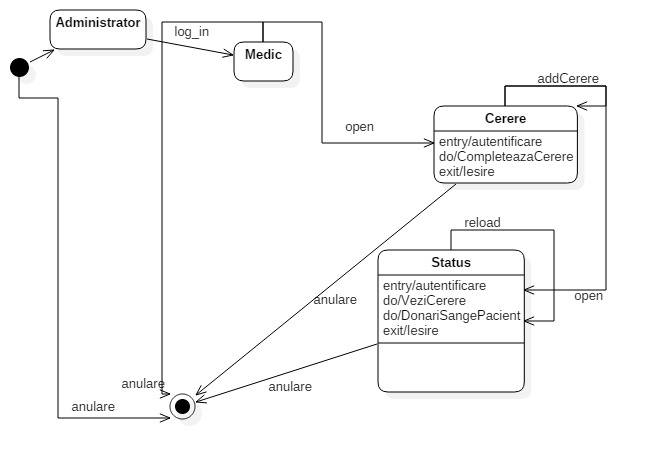 Administrator
log_in
Medic
open
addCerere
Cerere
entry/autentificare
do/CompleteazaCerere
exit/Iesire
reload
Status
entry/autentificare
do/VeziCerere
do/DonariSangePacient
exit/Iesire
open
anulare
anulare
anulare
anulare